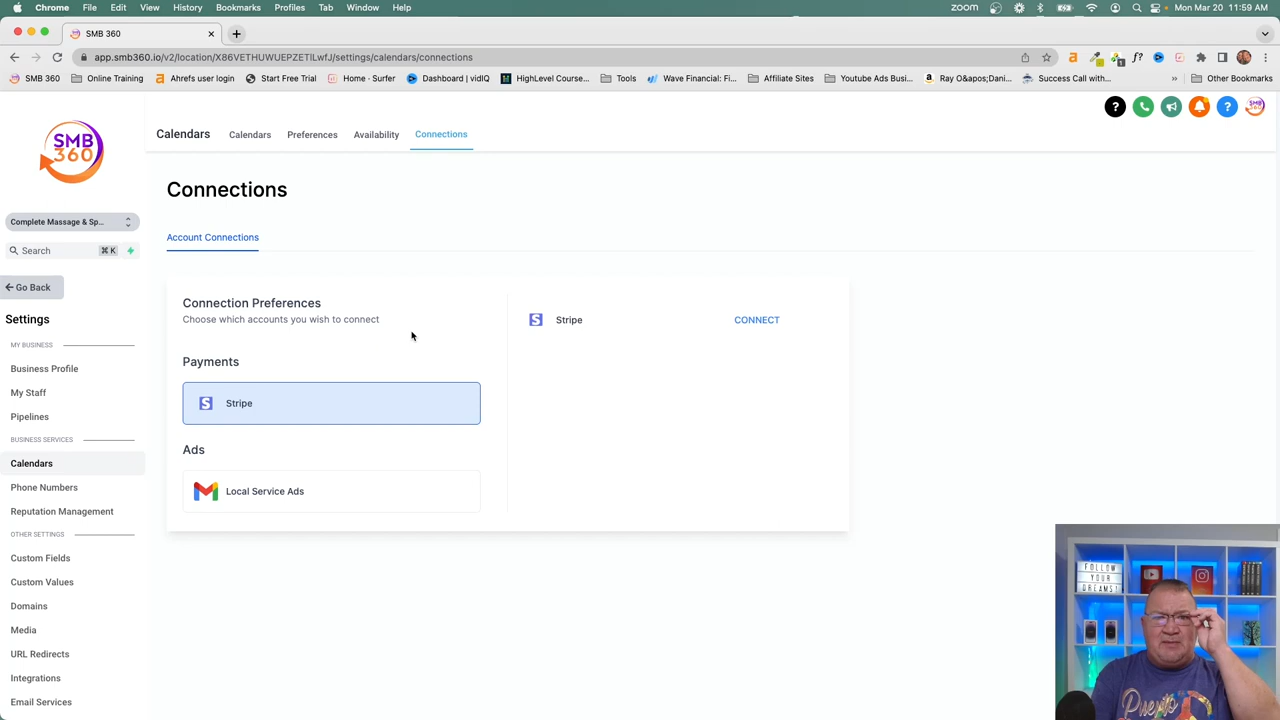 Chrome File Edit View History Bookmarks Profiles Tab Window Help
zoom Mon Mar 20 11:59 AM
SMB 360
app.smb360.io/v2/location/X86VETHUWUEPZETiLwfJ/settings/calendars/connections
SMB 360 Online Training Ahrefs users login Start Free Trial Home · Surfer Dashboard | vidIQ HighLevel Course... Tools Wave Financial: Fi... Affiliate Sites Youtube Ads Busi... Ray O&apos;Dani... Success Call with... » Other Bookmarks
SMB
360
Calendars Calendars Preferences Availability Connections
Connections
Complete Massage & Sp...
Search ⌘ K
Account Connections
Go Back
Settings
Connection Preferences
Choose which accounts you wish to connect
Stripe CONNECT
MY BUSINESS
Business Profile
My Staff
Pipelines
Payments
Stripe
BUSINESS SERVICES
Calendars
Phone Numbers
Reputation Management
Ads
Local Service Ads
OTHER SETTINGS
Custom Fields
Custom Values
Domains
Media
URL Redirects
Integrations
Email Services
FOLLOW
YOUR
DREAMS!
Puerto